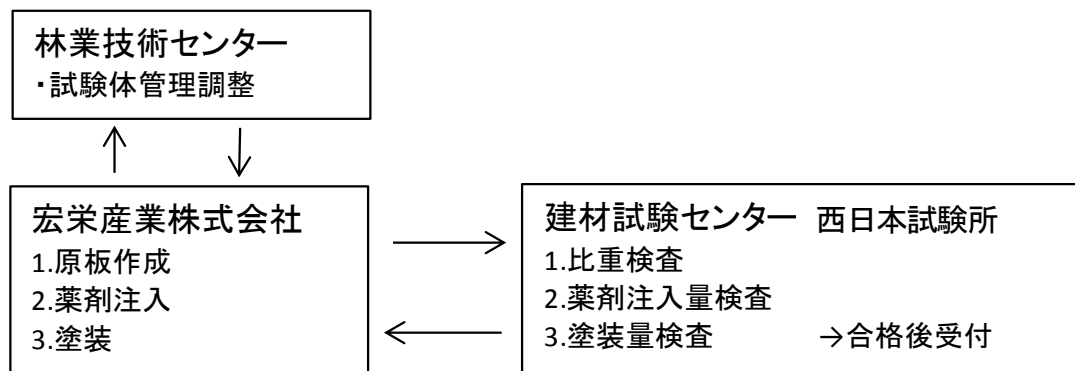 林業技術センター
・試験体管理調整
宏栄産業株式会社
1.原板作成
2.薬剤注入
3.塗装
建材試験センター 西日本試験所
1.比重検査
2.薬剤注入量検査
3.塗装量検査 →合格後受付